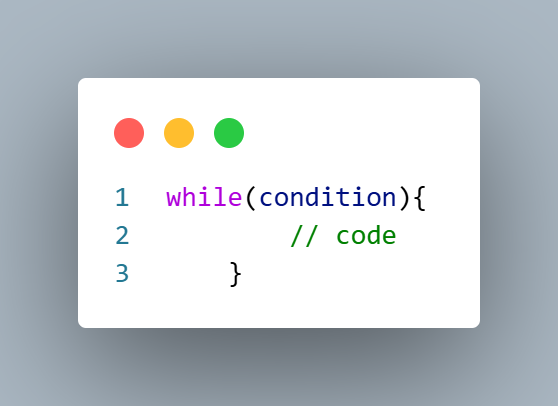 1 while(condition){
2         // code
3     }